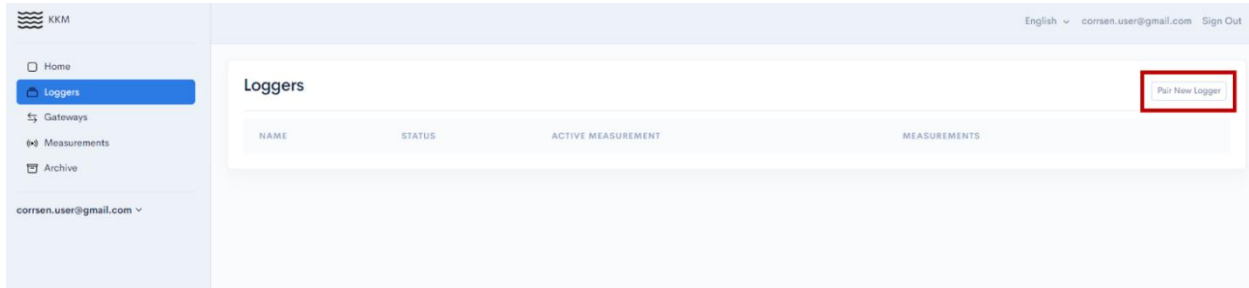 KKM
English corrsen.user@gmail.com Sign Out
Home
Loggers
Gateways
Measurements
Archive
corrsen.user@gmail.com
Loggers
Pair New Logger
NAME STATUS ACTIVE MEASUREMENT MEASUREMENTS